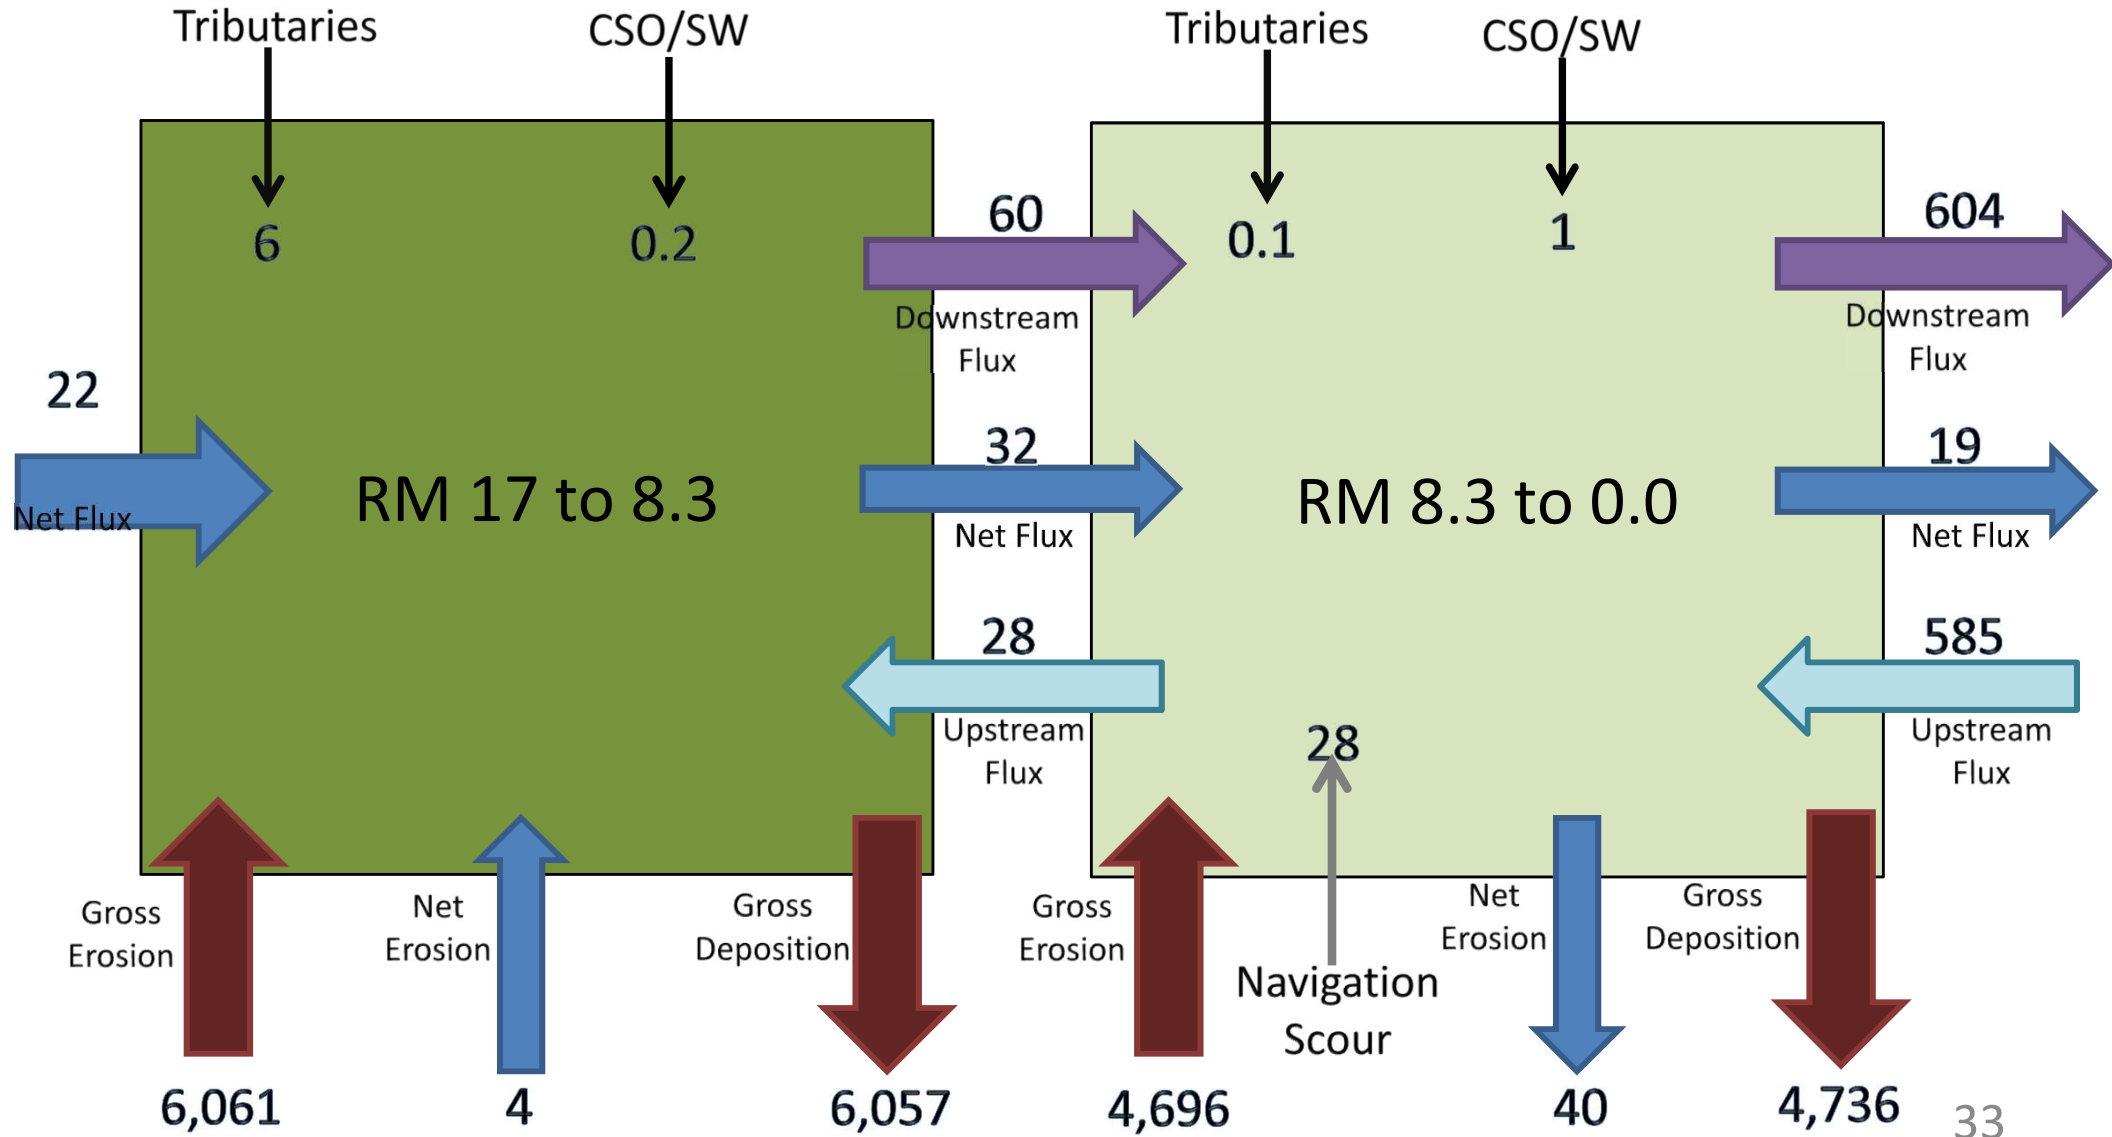 Tributaries
CSO/SW
Tributaries
CSO/SW
6
0.2
60
0.1
1
604
Downstream
Flux
Downstream
Flux
22
32
19
Net Flux
RM 17 to 8.3
RM 8.3 to 0.0
Net Flux
Net Flux
28
585
Upstream
Flux
28
Upstream
Flux
Gross
Erosion
Net
Erosion
Gross
Deposition
Gross
Erosion
Navigation
Scour
Net
Erosion
Gross
Deposition
6,061
4
6,057
4,696
40
4,736
33